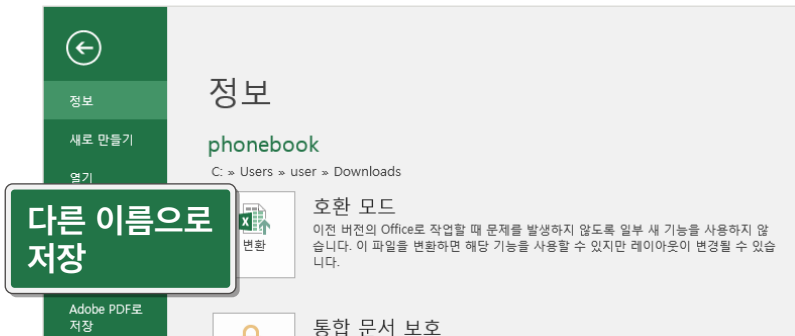 정보
새로 만들기
열기
다른 이름으로
저장
Adobe PDF로
저장
정보
phonebook
C: » Users » user » Downloads
변환
호환 모드
이전 버전의 Office로 작업할 때 문제를 발생하지 않도록 일부 새 기능을 사용하지 않
습니다. 이 파일을 변환하면 해당 기능을 사용할 수 있지만 레이아웃이 변경될 수 있습
니다.
통합 문서 보호